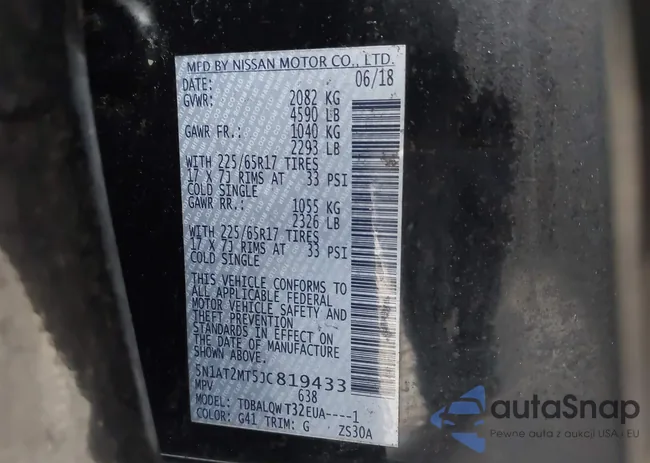 MFD BY NISSAN MOTOR CO., LTD.
DATE: 06/18
GVWR: 2082 KG
4590 LB
GAWR FR.: 1040 KG
2293 LB
WITH 225/65R17 TIRES
17 X 7J RIMS AT 33 PSI
COLD SINGLE
GAWR RR.: 1055 KG
2326 LB
WITH 225/65R17 TIRES
17 X 7J RIMS AT 33 PSI
COLD SINGLE
THIS VEHICLE CONFORMS TO
ALL APPLICABLE FEDERAL
MOTOR VEHICLE SAFETY AND
THEFT PREVENTION
STANDARDS IN EFFECT ON
THE DATE OF MANUFACTURE
SHOWN ABOVE.
5N1AT2MT5JC819433
MPV 638
MODEL: TDBALQWT32EUA----1
COLOR: G41 TRIM: G ZS30A
autaSnap
Pewne auta z aukcji USA - EU